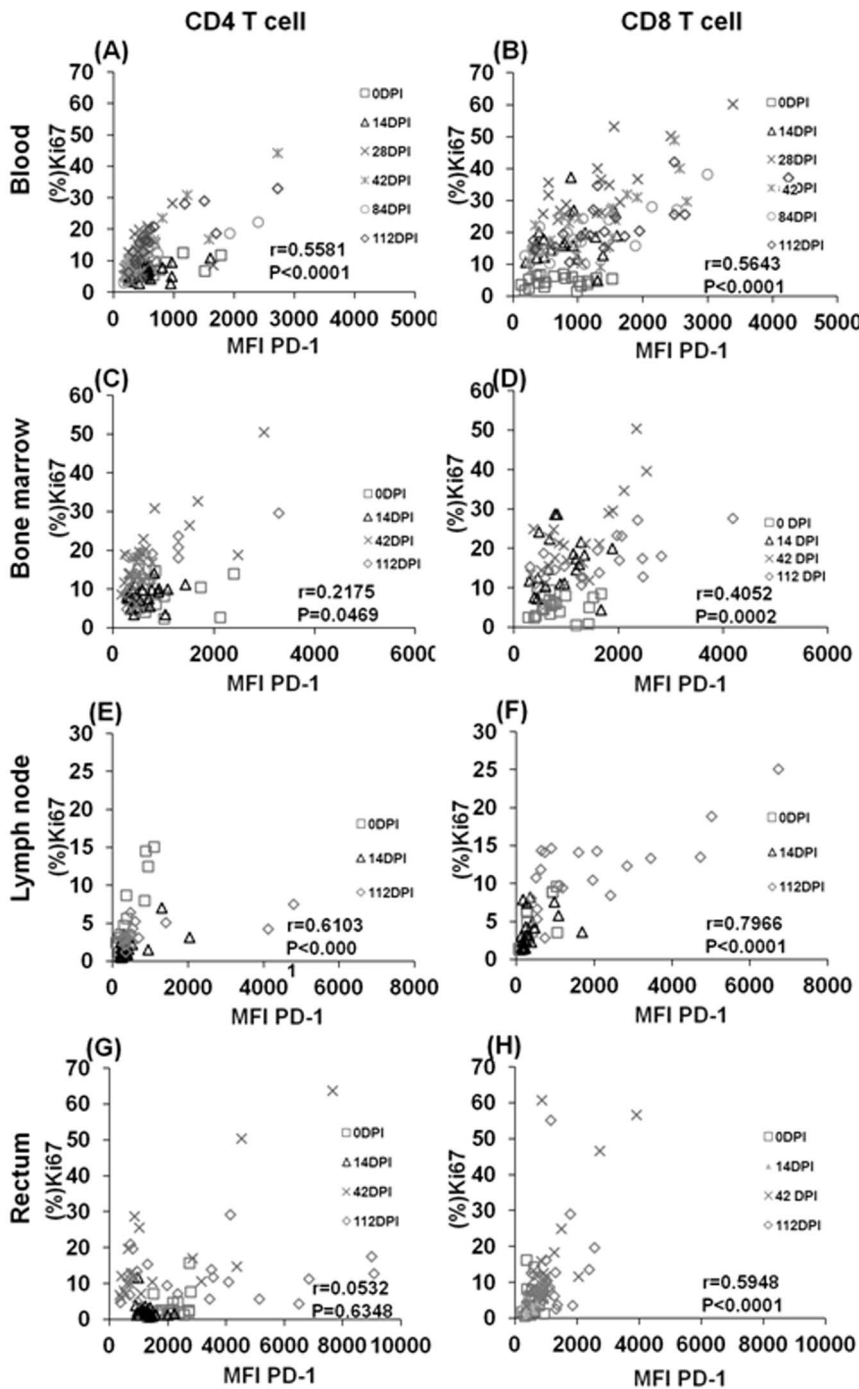 CD4 T cell
CD8 T cell
Blood
(A)
(%)Ki67
70
60
50
40
30
20
10
0
0DPI
14DPI
28DPI
42DPI
84DPI
112DPI
r=0.5581
P<0.0001
0 1000 2000 3000 4000 5000
MFI PD-1
(B)
(%)Ki67
70
60
50
40
30
20
10
0
0DPI
14DPI
28DPI
42DPI
84DPI
112DPI
r=0.5643
P<0.0001
0 1000 2000 3000 4000 5000
MFI PD-1
Bone marrow
(C)
(%)Ki67
60
50
40
30
20
10
0
0DPI
14DPI
42DPI
112DPI
r=0.2175
P=0.0469
0 2000 4000 6000
MFI PD-1
(D)
(%)Ki67
60
50
40
30
20
10
0
0 DPI
14 DPI
42 DPI
112 DPI
r=0.4052
P=0.0002
0 2000 4000 6000
MFI PD-1
Lymph node
(E)
(%)Ki67
30
25
20
15
10
5
0
0DPI
14DPI
112DPI
r=0.6103
P<0.000
1
0 2000 4000 6000 8000
MFI PD-1
(F)
(%)Ki67
30
25
20
15
10
5
0
0DPI
14DPI
112DPI
r=0.7966
P<0.0001
0 2000 4000 6000 8000
MFI PD-1
Rectum
(G)
(%)Ki67
70
60
50
40
30
20
10
0
0DPI
14DPI
42DPI
112DPI
r=0.0532
P=0.6348
0 2000 4000 6000 8000 10000
MFI PD-1
(H)
(%)Ki67
70
60
50
40
30
20
10
0
0DPI
14DPI
42 DPI
112DPI
r=0.5948
P<0.0001
0 2000 4000 6000 8000 10000
MFI PD-1